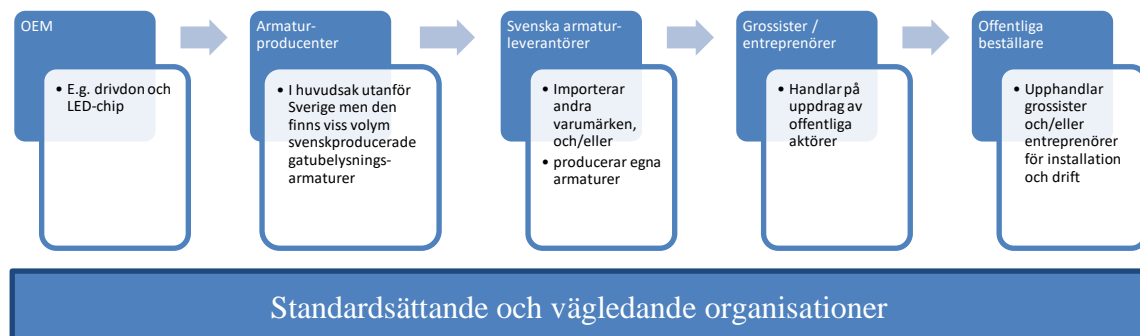 OEM
• E.g. drivdon och
LED-chip
Armatur-
producenter
• I huvudsak utanför
Sverige men den
finns viss volym
svenskproducerade
gatubelysnings-
armaturer
Svenska armatur-
leverantörer
• Importerar
andra
varumärken,
och/eller
• producerar egna
armaturer
Grossister /
entreprenörer
• Handlar på
uppdrag av
offentliga
aktörer
Offentliga
beställare
• Upphandlar
grossister
och/eller
entreprenörer
för installation
och drift
Standardsättande och vägledande organisationer